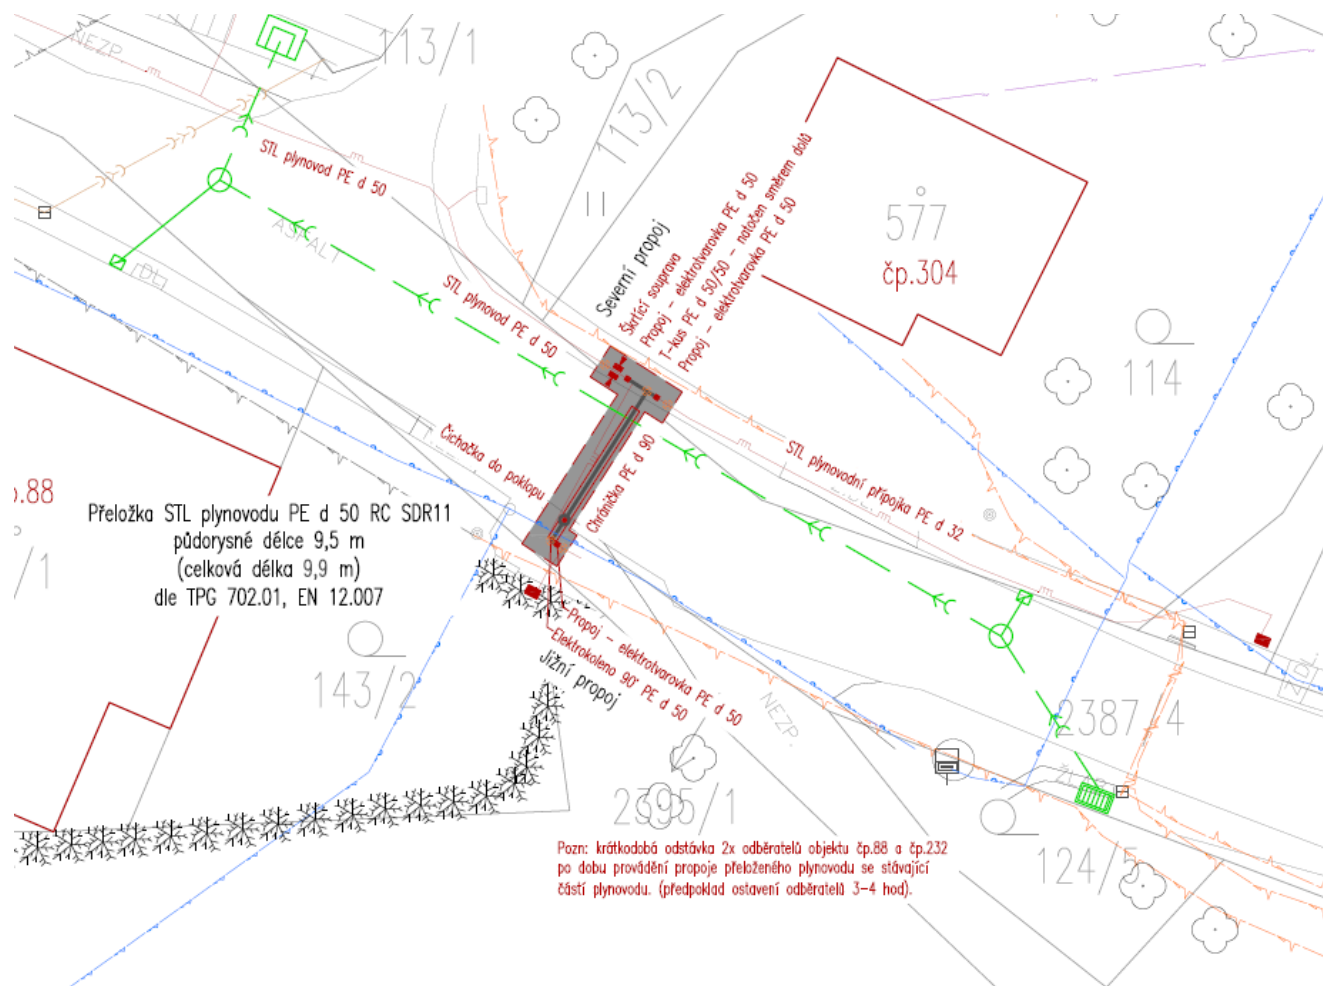 NEZP.
113/1
STL plynovod PE d 50
113/2
ASFALT
DL.
STL plynovod PE d 50
Severní propoj
Škrtící souprava
Propoj – elektrotvarovka PE d 50
T-kus PE d 50/50 – natočen směrem dolů
Propoj – elektrotvarovka PE d 50
577
čp.304
114
Čichačka do poklopu
Chránička PE d 90
STL plynovodní přípojka PE d 32
.88
/1
Přeložka STL plynovodu PE d 50 RC SDR11
půdorysné délce 9,5 m
(celková délka 9,9 m)
dle TPG 702.01, EN 12.007
Propoj – elektrotvarovka PE d 50
Elektrokoleno 90° PE d 50
Jižní propoj
143/2
NEZP.
2387/4
ZDL.
2395/1
124/5
Pozn: krátkodobá odstávka 2x odběratelů objektu čp.88 a čp.232
po dobu provádění propoje přeloženého plynovodu se stávající
částí plynovodu. (předpoklad ostavení odběratelů 3–4 hod).